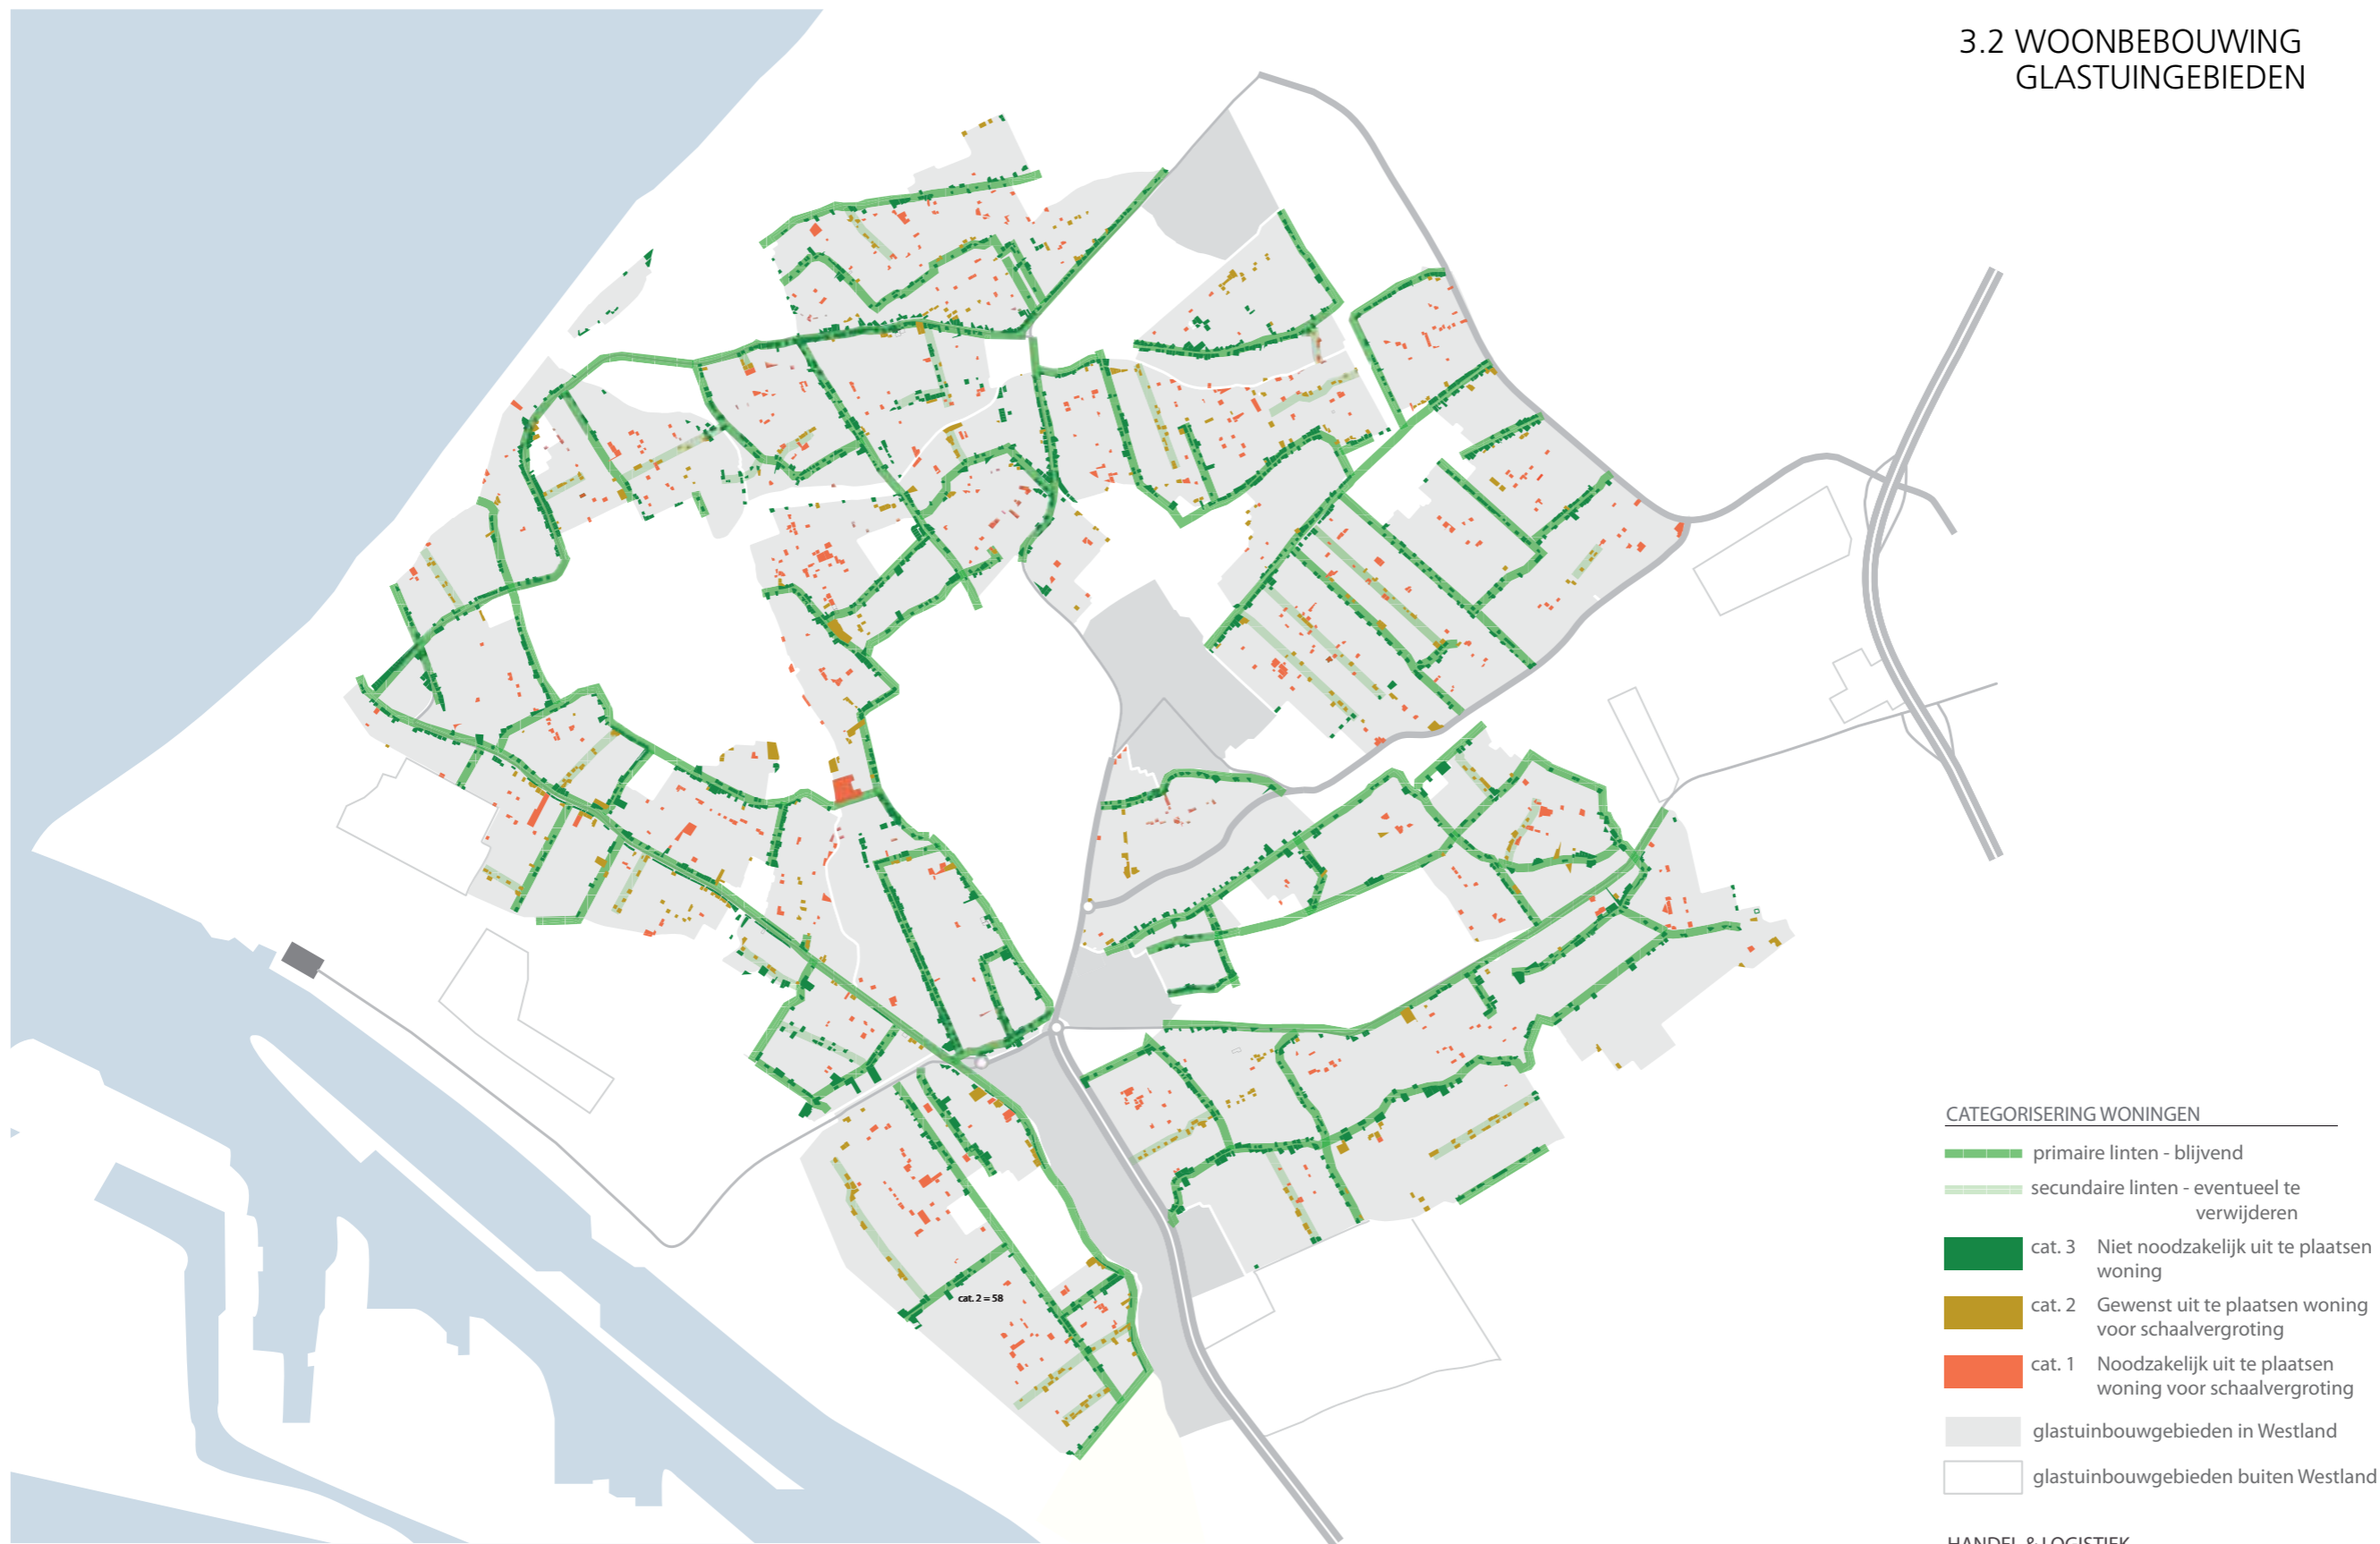 3.2 WOONBEBOUWING
GLASTUINGEBIEDEN
cat. 2 = 58
CATEGORISERING WONINGEN
primaire linten - blijvend
secundaire linten - eventueel te
verwijderen
cat. 3 Niet noodzakelijk uit te plaatsen
woning
cat. 2 Gewenst uit te plaatsen woning
voor schaalvergroting
cat. 1 Noodzakelijk uit te plaatsen
woning voor schaalvergroting
glastuinbouwgebieden in Westland
glastuinbouwgebieden buiten Westland
HANDEL & LOGISTIEK